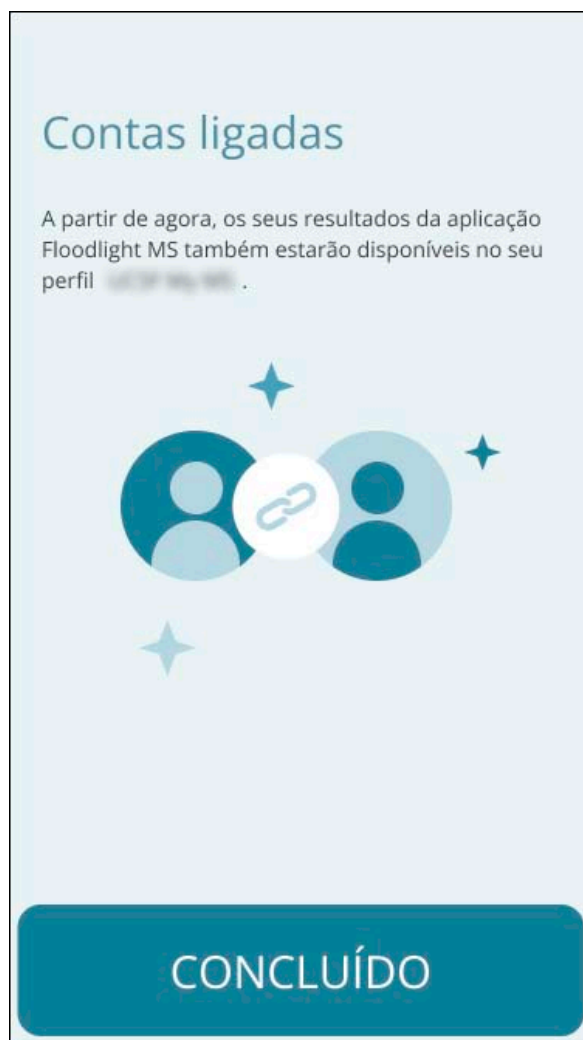 Contas ligadas
A partir de agora, os seus resultados da aplicação
Floodlight MS também estarão disponíveis no seu
perfil .
CONCLUÍDO